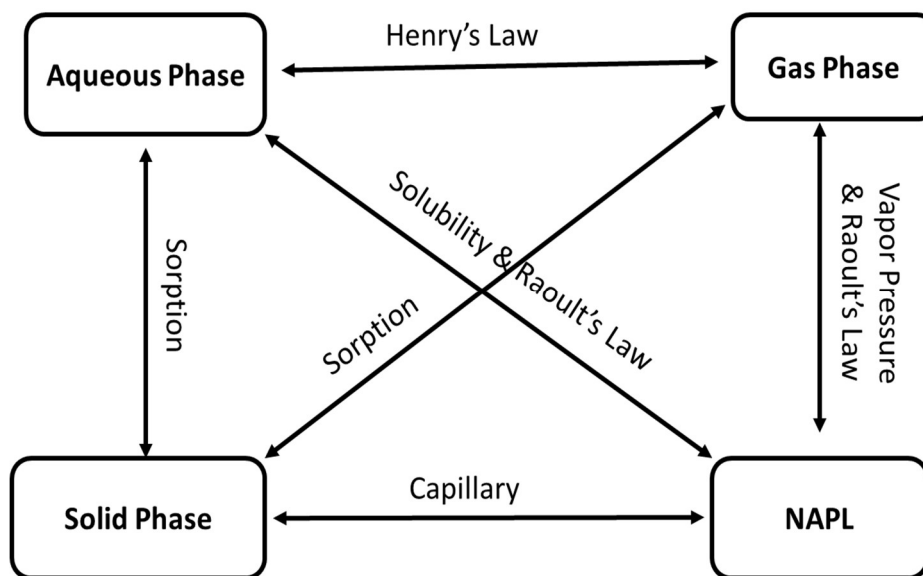 Henry's Law
Aqueous Phase
Gas Phase
Solubility & Raoult's Law
Sorption
Sorption
Vapor Pressure
& Raoult's Law
Capillary
Solid Phase
NAPL